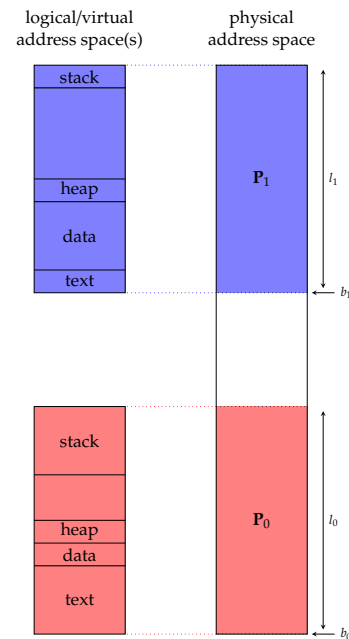 logical/virtual
address space(s)
physical
address space
stack
heap
data
text
P₁
l₁
b₁
stack
heap
data
text
P₀
l₀